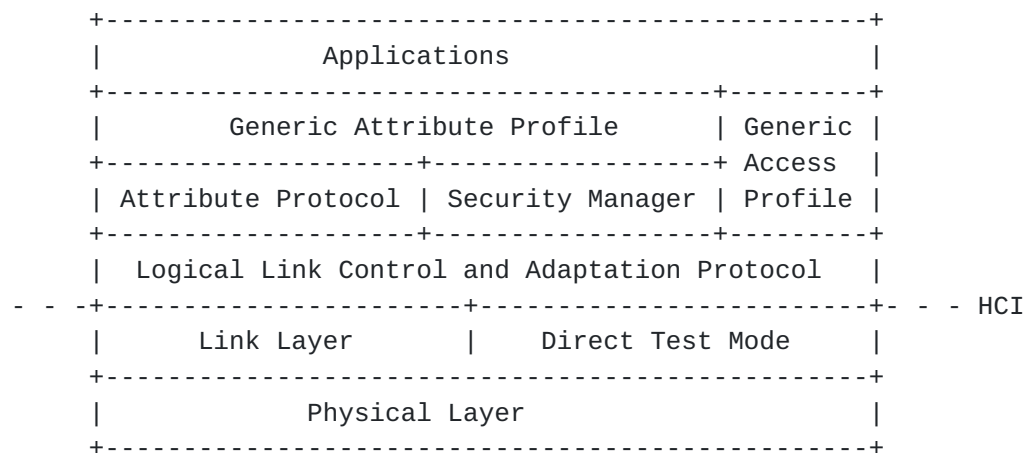 +-------------------------------------------------+
|              Applications                       |
+---------------------------------------+---------+
|        Generic Attribute Profile      | Generic |
+--------------------+------------------+ Access  |
| Attribute Protocol | Security Manager | Profile |
+--------------------+------------------+---------+
|  Logical Link Control and Adaptation Protocol   |
- - -+-----------------------+-------------------------+- - - HCI
|      Link Layer       |    Direct Test Mode     |
+-------------------------------------------------+
|             Physical Layer                      |
+-------------------------------------------------+